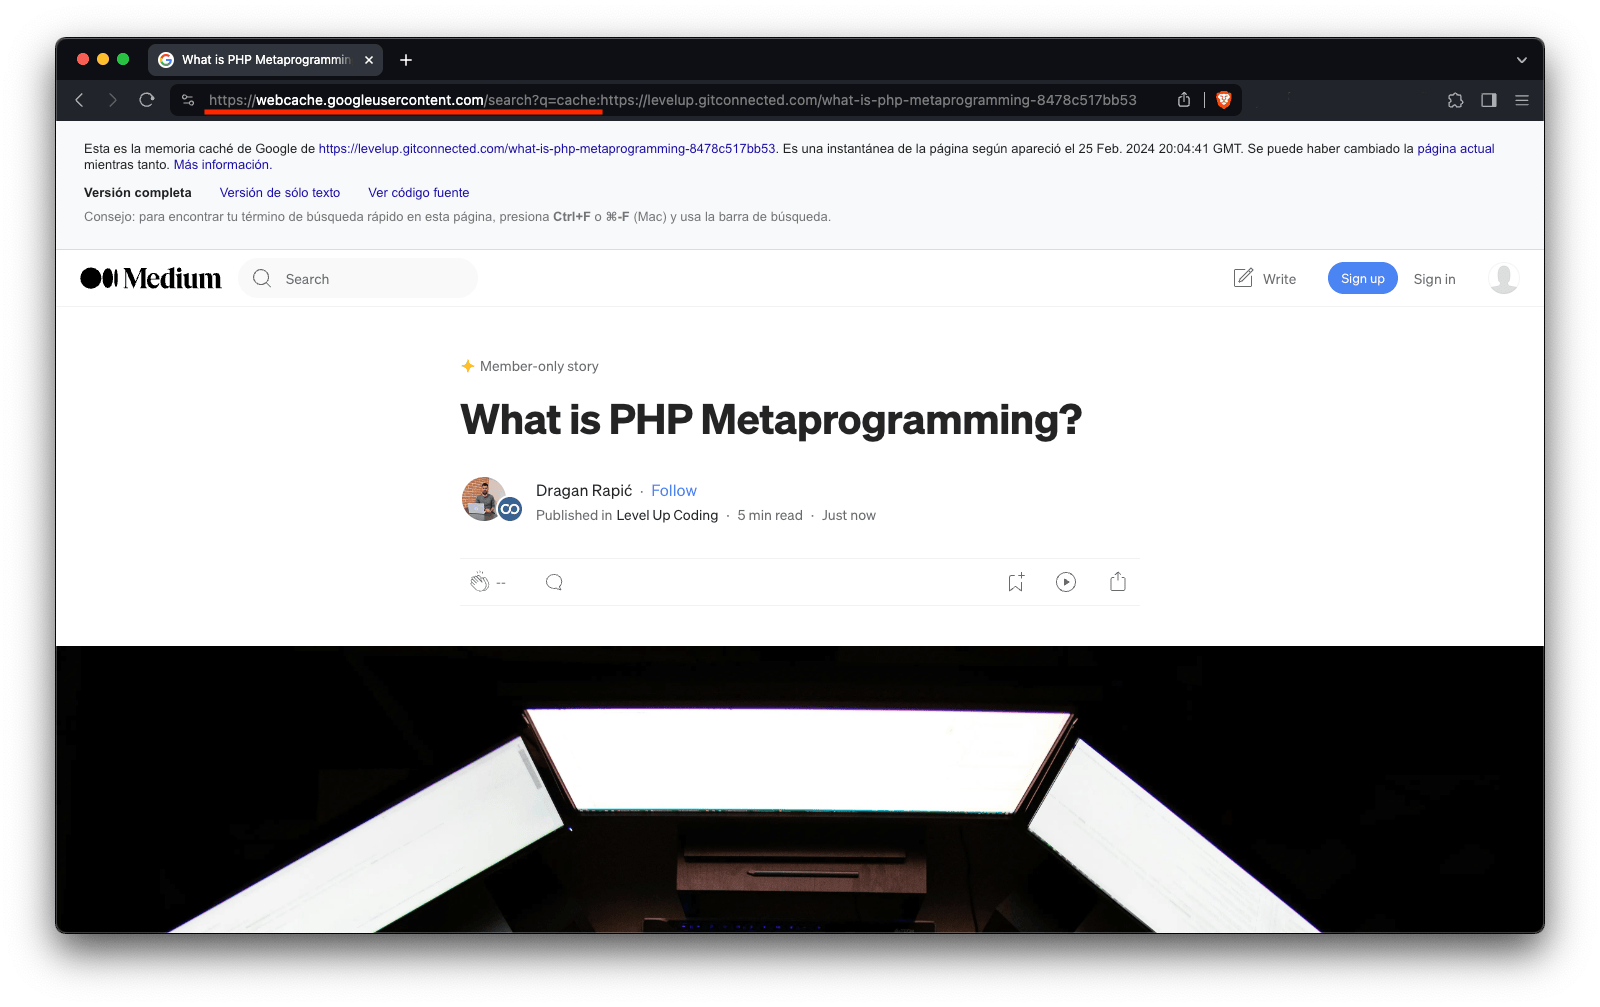 What is PHP Metaprogrammin
https://webcache.googleusercontent.com/search?q=cache:https://levelup.gitconnected.com/what-is-php-metaprogramming-8478c517bb53
Esta es la memoria caché de Google de https://levelup.gitconnected.com/what-is-php-metaprogramming-8478c517bb53. Es una instantánea de la página según apareció el 25 Feb. 2024 20:04:41 GMT. Se puede haber cambiado la página actual
mientras tanto. Más información.
Versión completa Versión de sólo texto Ver código fuente
Consejo: para encontrar tu término de búsqueda rápido en esta página, presiona Ctrl+F o ⌘-F (Mac) y usa la barra de búsqueda.
Medium Search Write Sign up Sign in
Member-only story
What is PHP Metaprogramming?
Dragan Rapić · Follow
Published in Level Up Coding · 5 min read · Just now
--